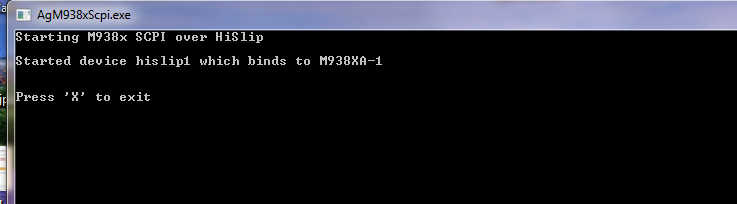 AgM938xScpi.exe
Starting M938x SCPI over HiSlip
Started device hislip1 which binds to M938XA-1
Press 'X' to exit